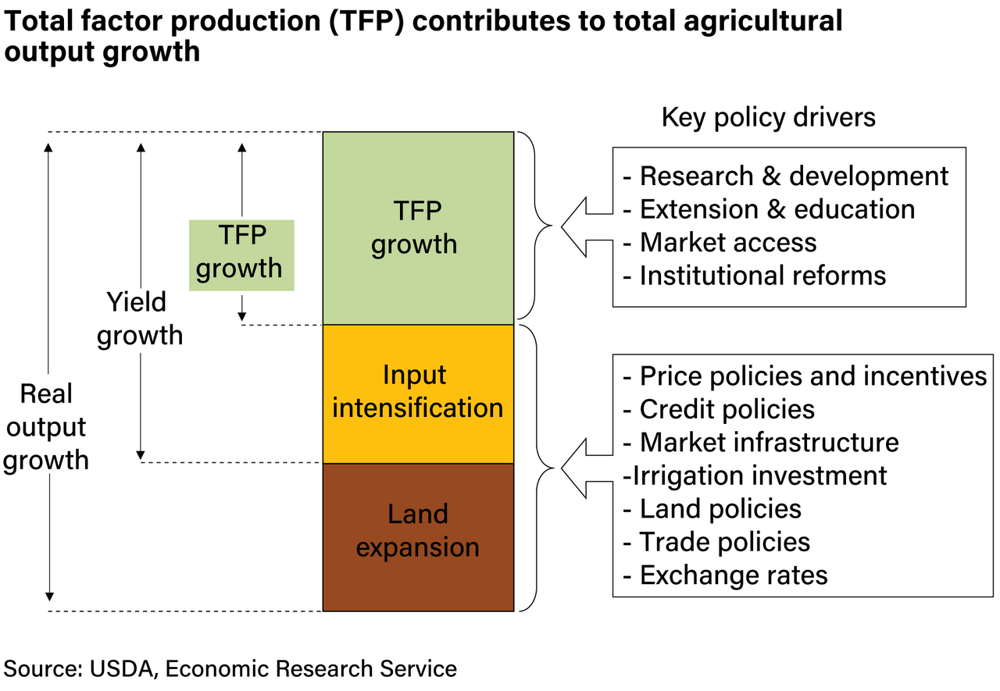 Total factor production (TFP) contributes to total agricultural
output growth
Key policy drivers
TFP
growth
Yield
growth
Real
output
growth
TFP
growth
Input
intensification
Land
expansion
- Research & development
- Extension & education
- Market access
- Institutional reforms
- Price policies and incentives
- Credit policies
- Market infrastructure
-Irrigation investment
- Land policies
- Trade policies
- Exchange rates
Source: USDA, Economic Research Service